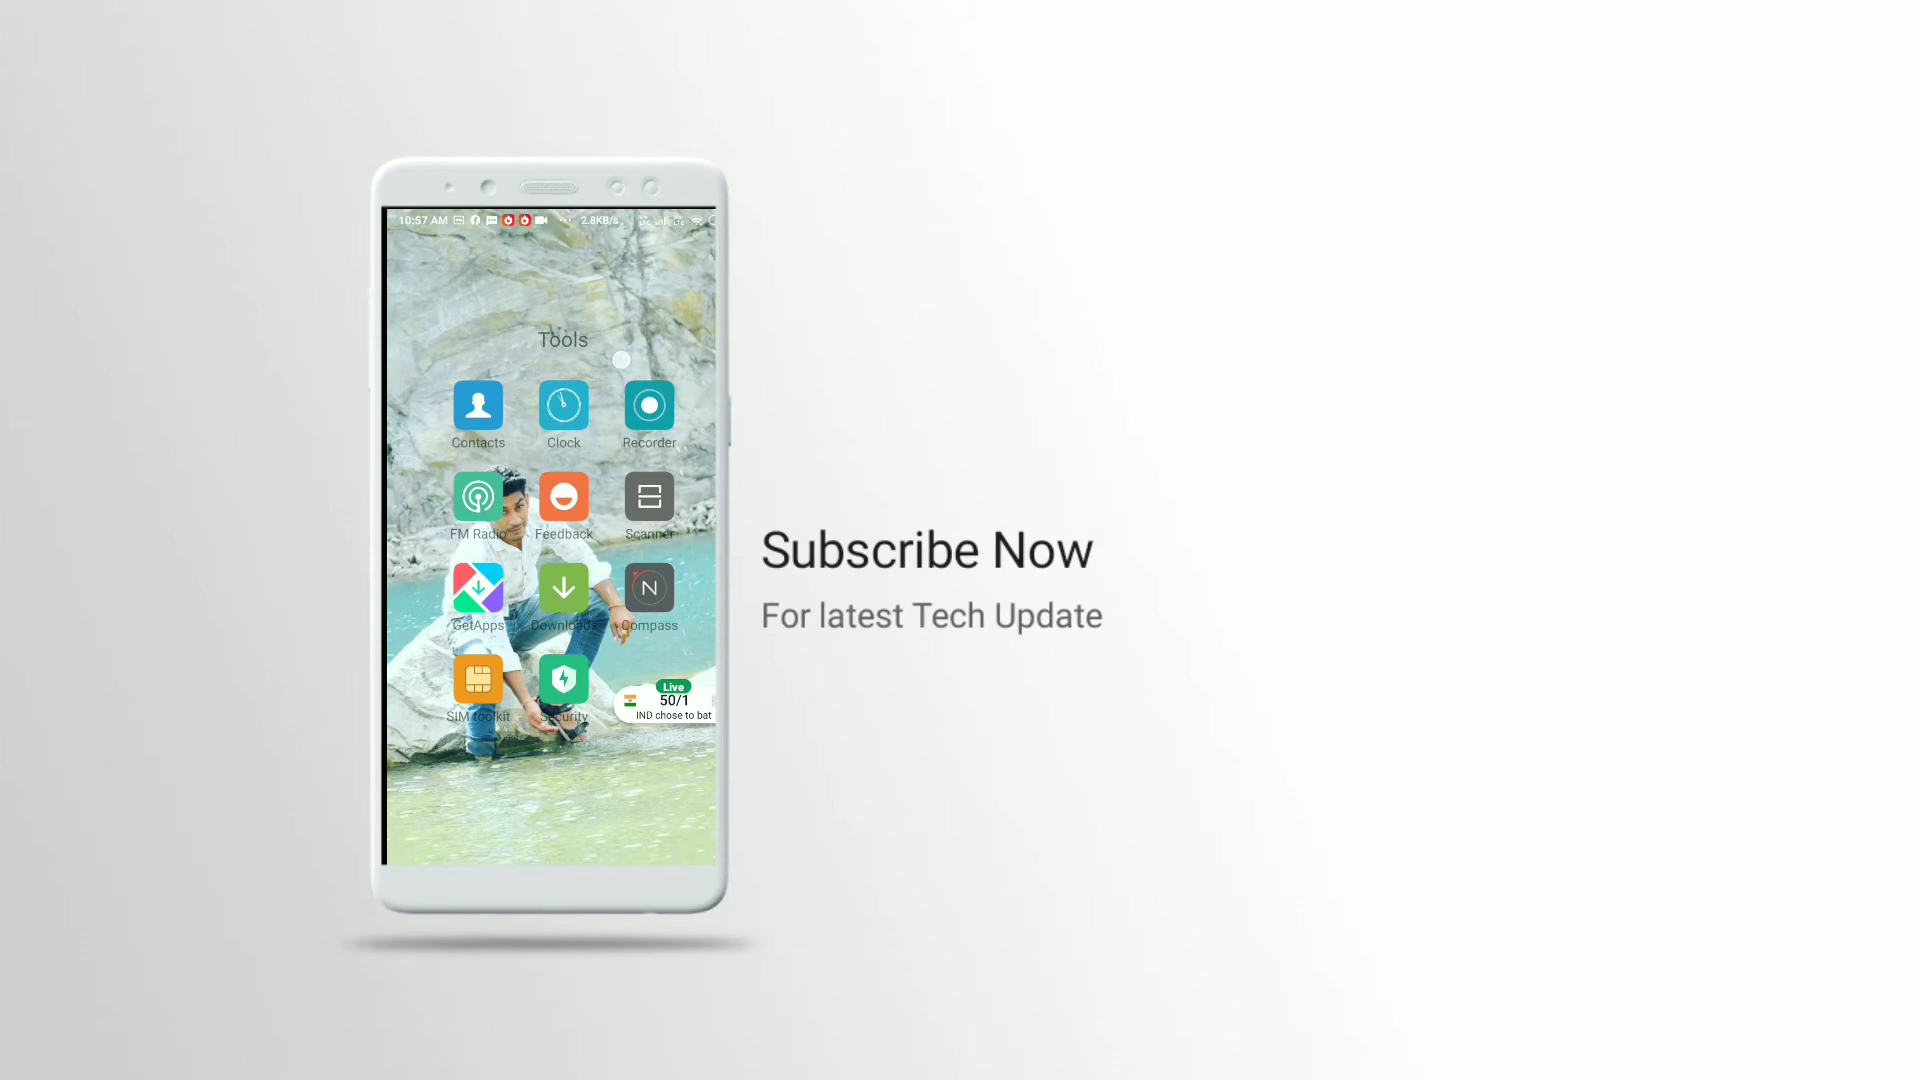 10:57 AM
2.8KB/s
Tools
Contacts
Clock
Recorder
FM Radio
Feedback
Scanner
N
GetApps
Downloads
Compass
SIM toolkit
Security
Live
50/1
IND chose to bat
Subscribe Now
For latest Tech Update